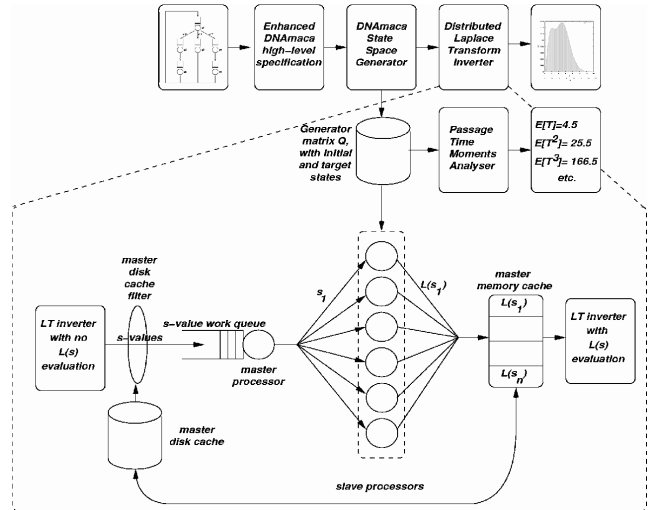 Enhanced
DNAmaca
high-level
specification
DNAmaca
State
Space
Generator
Distributed
Laplace
Transform
Inverter
Generator
matrix Q,
with initial
and target
states
Passage
Time
Moments
Analyser
E[T]=4.5
E[T²]= 25.5
E[T³]= 166.5
etc.
master
disk
cache
filter
LT inverter
with no
L(s)
evaluation
s-values
s-value work queue
master
processor
s₁
L(s₁)
master
memory cache
L(s₁)
L(sₙ)
LT inverter
with
L(s)
evaluation
master
disk cache
slave processors